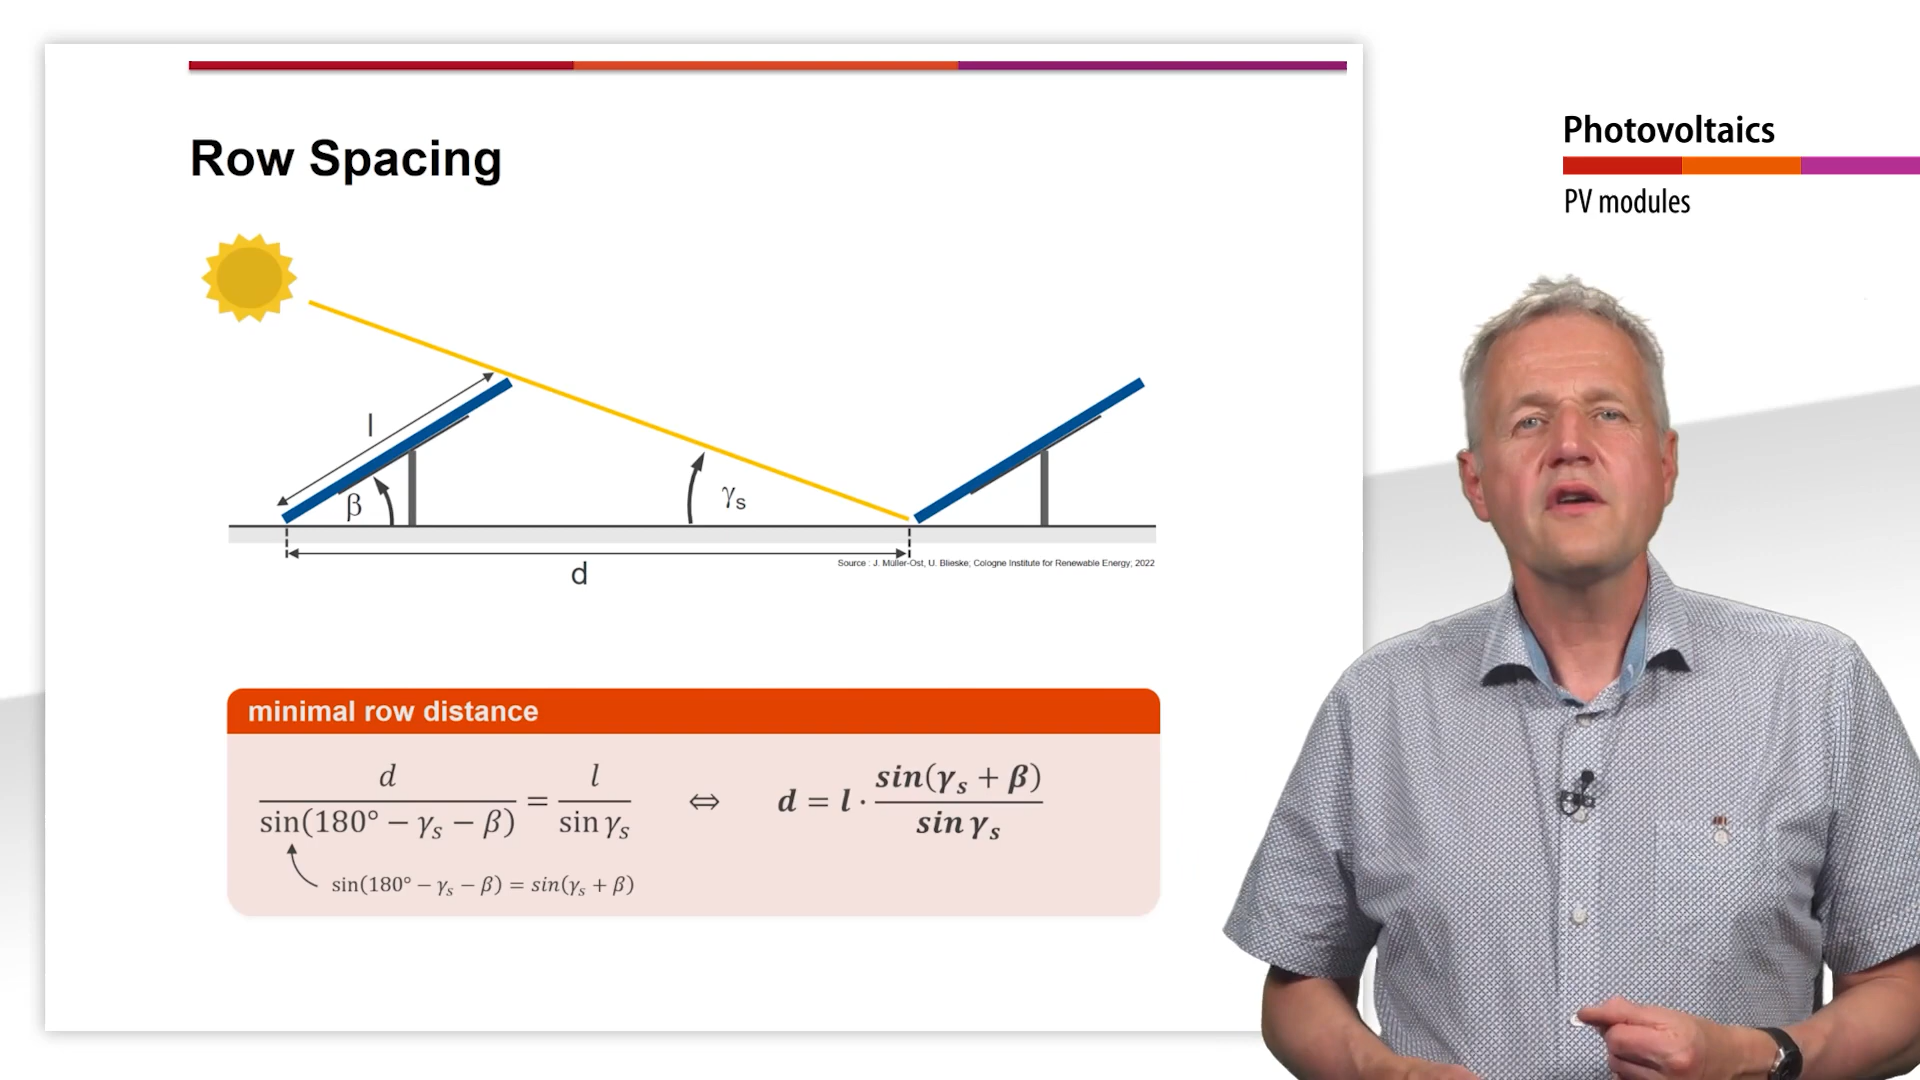 Row Spacing
l
β
γs
d
Source : J. Müller-Ost, U. Blieske; Cologne Institute for Renewable Energy, 2022
minimal row distance
d / sin(180° − γs − β) = l / sin γs ⇔ d = l · sin(γs + β) / sin γs
sin(180° − γs − β) = sin(γs + β)
Photovoltaics
PV modules